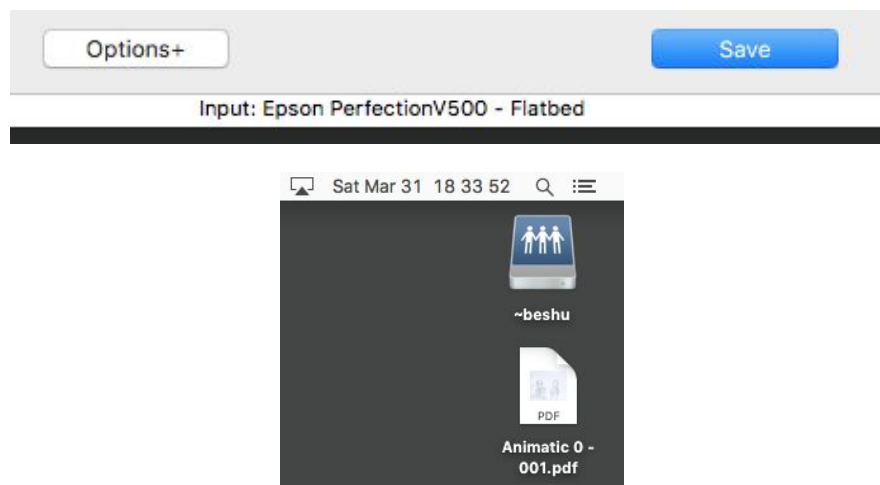 Options+
Save
Input: Epson PerfectionV500 - Flatbed
Sat Mar 31 18 33 52
~beshu
PDF
Animatic 0 -
001.pdf